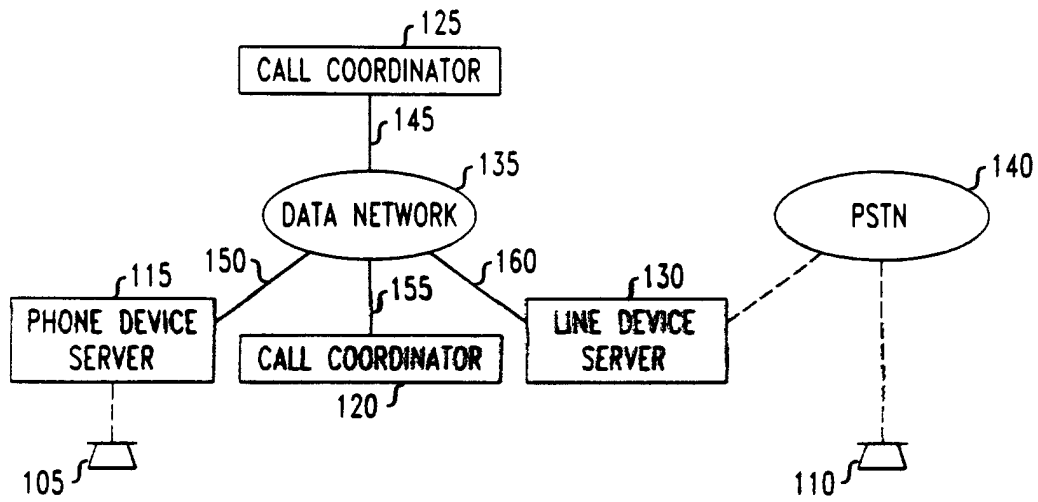 125
CALL COORDINATOR
145
135
140
DATA NETWORK
PSTN
150
160
115
155
130
PHONE DEVICE
SERVER
CALL COORDINATOR
LINE DEVICE
SERVER
120
105
110